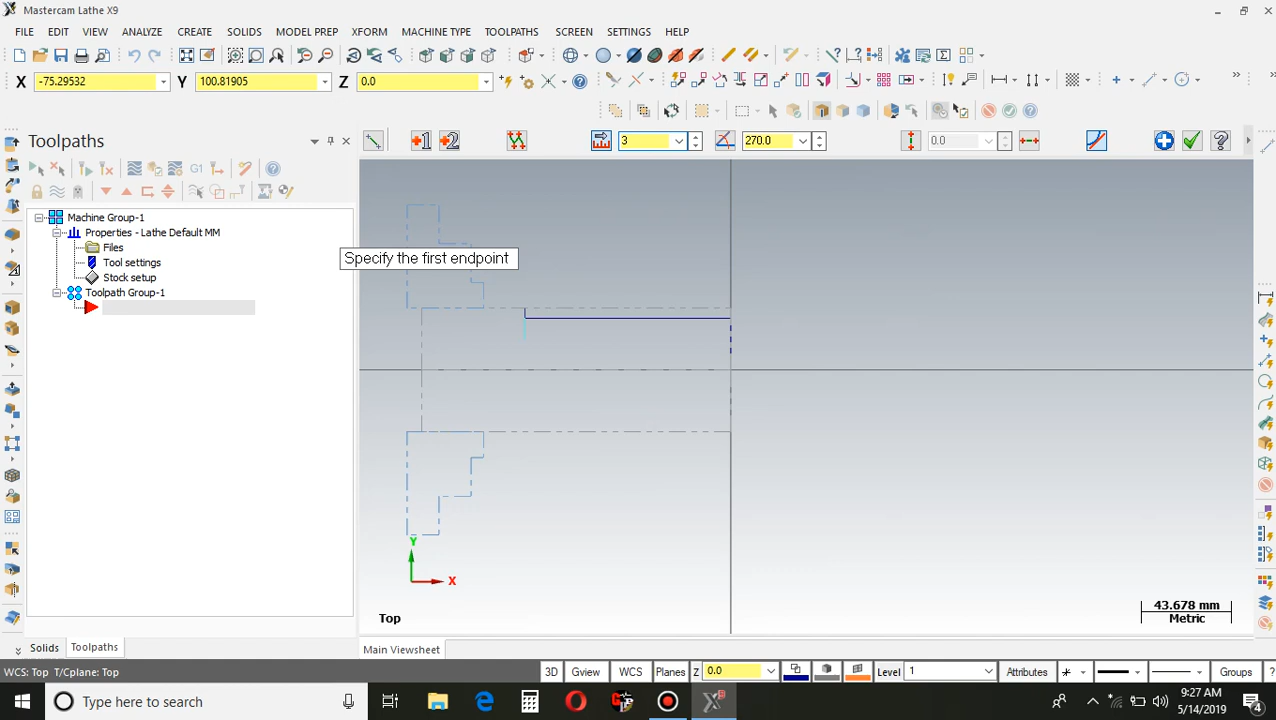 Mastercam Lathe X9
FILE EDIT VIEW ANALYZE CREATE SOLIDS MODEL PREP XFORM MACHINE TYPE TOOLPATHS SCREEN SETTINGS HELP
X -75.29532 Y 100.81905 Z 0.0
+1 +2 3 270.0 0.0
Toolpaths
G1
Machine Group-1
Properties - Lathe Default MM
Files
Tool settings
Stock setup
Toolpath Group-1
Specify the first endpoint
Y
X
Top
43.678 mm
Metric
Solids Toolpaths
Main Viewsheet
WCS: Top T/Cplane: Top
3D Gview WCS Planes Z 0.0 Level 1 Attributes Groups
Type here to search
9:27 AM
5/14/2019
4